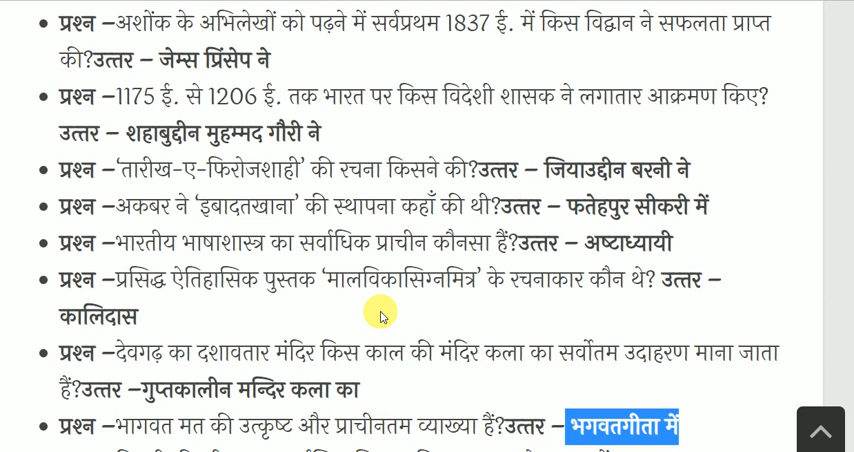 प्रश्न –अशोंक के अभिलेखों को पढ़ने में सर्वप्रथम 1837 ई. में किस विद्वान ने सफलता प्राप्त
की?उत्तर – जेम्स प्रिंसेप ने
प्रश्न –1175 ई. से 1206 ई. तक भारत पर किस विदेशी शासक ने लगातार आक्रमण किए?
उत्तर – शहाबुद्दीन मुहम्मद गौरी ने
प्रश्न –‘तारीख-ए-फिरोजशाही’ की रचना किसने की?उत्तर – जियाउद्दीन बरनी ने
प्रश्न –अकबर ने ‘इबादतखाना’ की स्थापना कहाँ की थी?उत्तर – फतेहपुर सीकरी में
प्रश्न –भारतीय भाषाशास्त्र का सर्वाधिक प्राचीन कौनसा हैं?उत्तर – अष्टाध्यायी
प्रश्न –प्रसिद्ध ऐतिहासिक पुस्तक ‘मालविकासिग्नमित्र’ के रचनाकार कौन थे? उत्तर –
कालिदास
प्रश्न –देवगढ़ का दशावतार मंदिर किस काल की मंदिर कला का सर्वोतम उदाहरण माना जाता
हैं?उत्तर –गुप्तकालीन मन्दिर कला का
प्रश्न –भागवत मत की उत्कृष्ट और प्राचीनतम व्याख्या हैं?उत्तर – भगवतगीता में